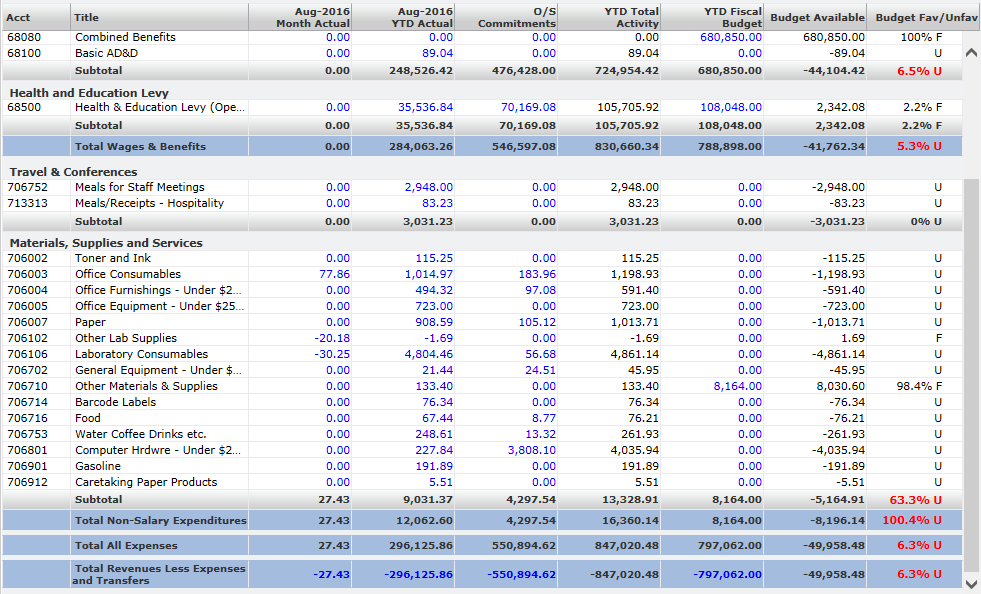 Acct Title Aug-2016 Month Actual Aug-2016 YTD Actual O/S Commitments YTD Total Activity YTD Fiscal Budget Budget Available Budget Fav/Unfav
68080 Combined Benefits 0.00 0.00 0.00 0.00 680,850.00 680,850.00 100% F
68100 Basic AD&D 0.00 89.04 0.00 89.04 0.00 -89.04 U
Subtotal 0.00 248,526.42 476,428.00 724,954.42 680,850.00 -44,104.42 6.5% U
Health and Education Levy
68500 Health & Education Levy (Ope... 0.00 35,536.84 70,169.08 105,705.92 108,048.00 2,342.08 2.2% F
Subtotal 0.00 35,536.84 70,169.08 105,705.92 108,048.00 2,342.08 2.2% F
Total Wages & Benefits 0.00 284,063.26 546,597.08 830,660.34 788,898.00 -41,762.34 5.3% U
Travel & Conferences
706752 Meals for Staff Meetings 0.00 2,948.00 0.00 2,948.00 0.00 -2,948.00 U
713313 Meals/Receipts - Hospitality 0.00 83.23 0.00 83.23 0.00 -83.23 U
Subtotal 0.00 3,031.23 0.00 3,031.23 0.00 -3,031.23 0% U
Materials, Supplies and Services
706002 Toner and Ink 0.00 115.25 0.00 115.25 0.00 -115.25 U
706003 Office Consumables 77.86 1,014.97 183.96 1,198.93 0.00 -1,198.93 U
706004 Office Furnishings - Under $2... 0.00 494.32 97.08 591.40 0.00 -591.40 U
706005 Office Equipment - Under $25... 0.00 723.00 0.00 723.00 0.00 -723.00 U
706007 Paper 0.00 908.59 105.12 1,013.71 0.00 -1,013.71 U
706102 Other Lab Supplies -20.18 -1.69 0.00 -1.69 0.00 1.69 F
706106 Laboratory Consumables -30.25 4,804.46 56.68 4,861.14 0.00 -4,861.14 U
706702 General Equipment - Under $... 0.00 21.44 24.51 45.95 0.00 -45.95 U
706710 Other Materials & Supplies 0.00 133.40 0.00 133.40 8,164.00 8,030.60 98.4% F
706714 Barcode Labels 0.00 76.34 0.00 76.34 0.00 -76.34 U
706716 Food 0.00 67.44 8.77 76.21 0.00 -76.21 U
706753 Water Coffee Drinks etc. 0.00 248.61 13.32 261.93 0.00 -261.93 U
706801 Computer Hrdwre - Under $2... 0.00 227.84 3,808.10 4,035.94 0.00 -4,035.94 U
706901 Gasoline 0.00 191.89 0.00 191.89 0.00 -191.89 U
706912 Caretaking Paper Products 0.00 5.51 0.00 5.51 0.00 -5.51 U
Subtotal 27.43 9,031.37 4,297.54 13,328.91 8,164.00 -5,164.91 63.3% U
Total Non-Salary Expenditures 27.43 12,062.60 4,297.54 16,360.14 8,164.00 -8,196.14 100.4% U
Total All Expenses 27.43 296,125.86 550,894.62 847,020.48 797,062.00 -49,958.48 6.3% U
Total Revenues Less Expenses and Transfers -27.43 -296,125.86 -550,894.62 -847,020.48 -797,062.00 -49,958.48 6.3% U